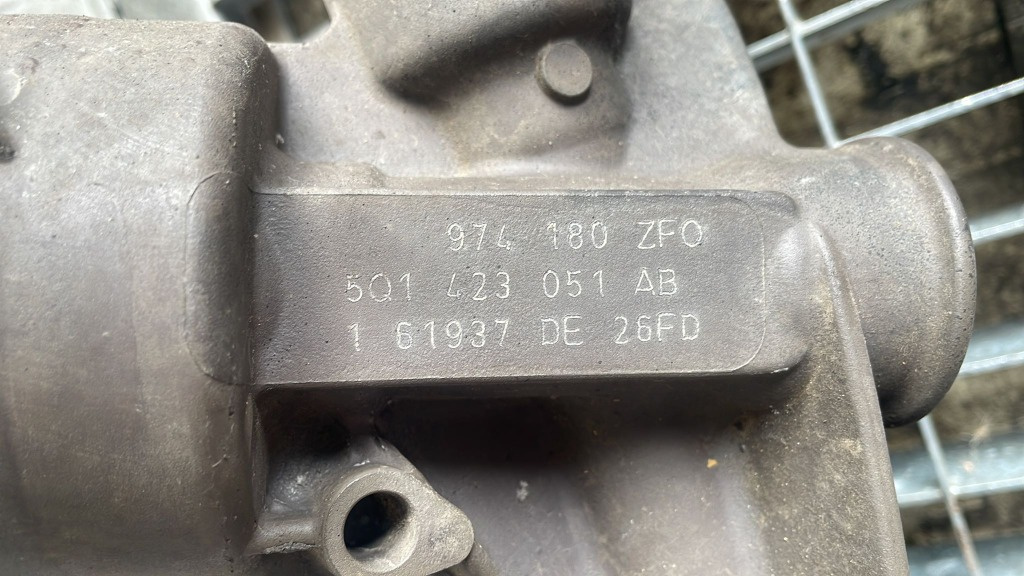 974 180 ZFO
5Q1 423 051 AB
1 61937 DE 26FD